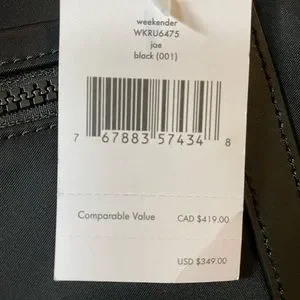 weekender
WKRU6475
jae
black (001)
7 67883 57434 8
Comparable Value CAD $419.00
USD $349.00